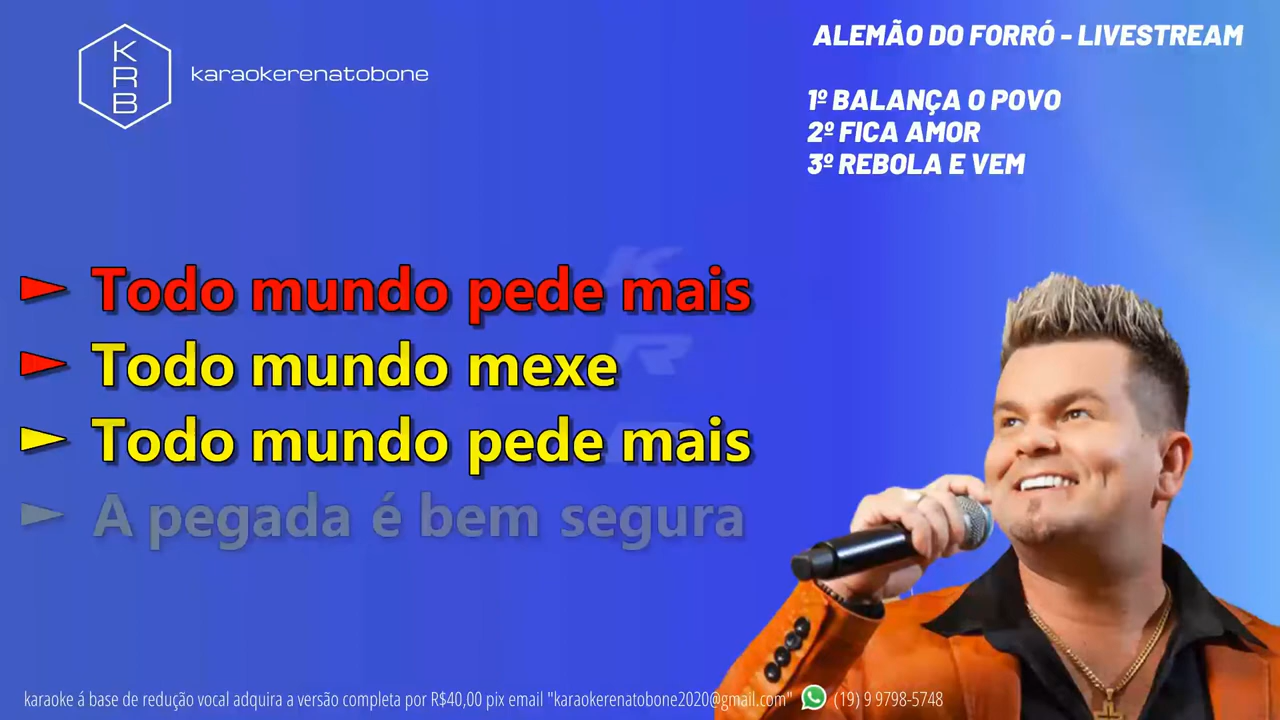 K
R
B
karaokerenatobone
ALEMÃO DO FORRÓ - LIVESTREAM
1º BALANÇA O POVO
2º FICA AMOR
3º REBOLA E VEM
K
R
B
Todo mundo pede mais
Todo mundo mexe
Todo mundo pede mais
A pegada é bem segura
karaoke á base de redução vocal adquira a versão completa por R$40,00 pix email "karaokerenatobone2020@gmail.com" (19) 9 9798-5748